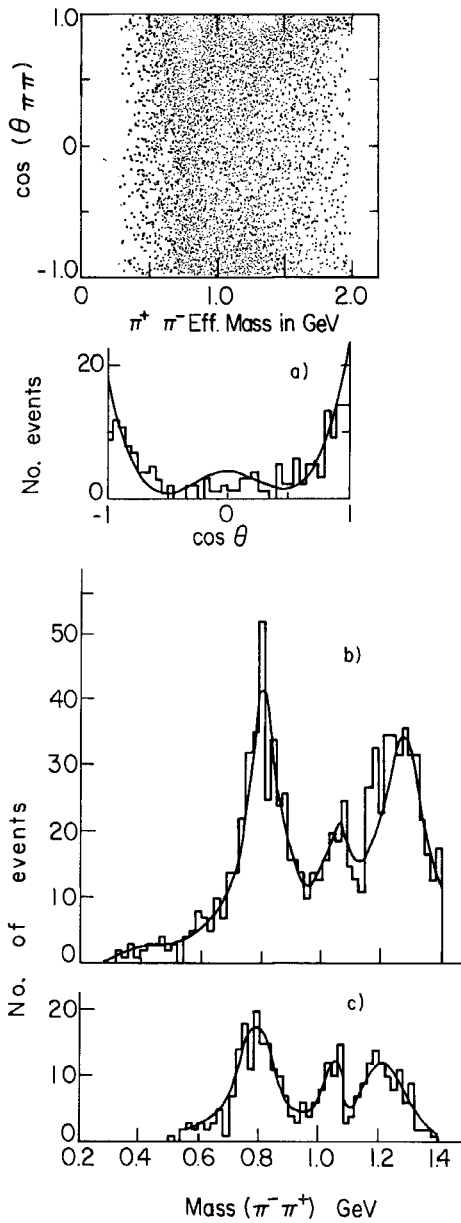 cos (θ ππ)
1.0
0
-1.0
0 1.0 2.0
π⁺ π⁻ Eff. Mass in GeV
No. events
20
0
a)
-1 0 1
cos θ
No. of events
50
40
30
20
10
0
b)
20
10
0
c)
0.2 0.4 0.6 0.8 1.0 1.2 1.4
Mass (π⁻π⁺) GeV